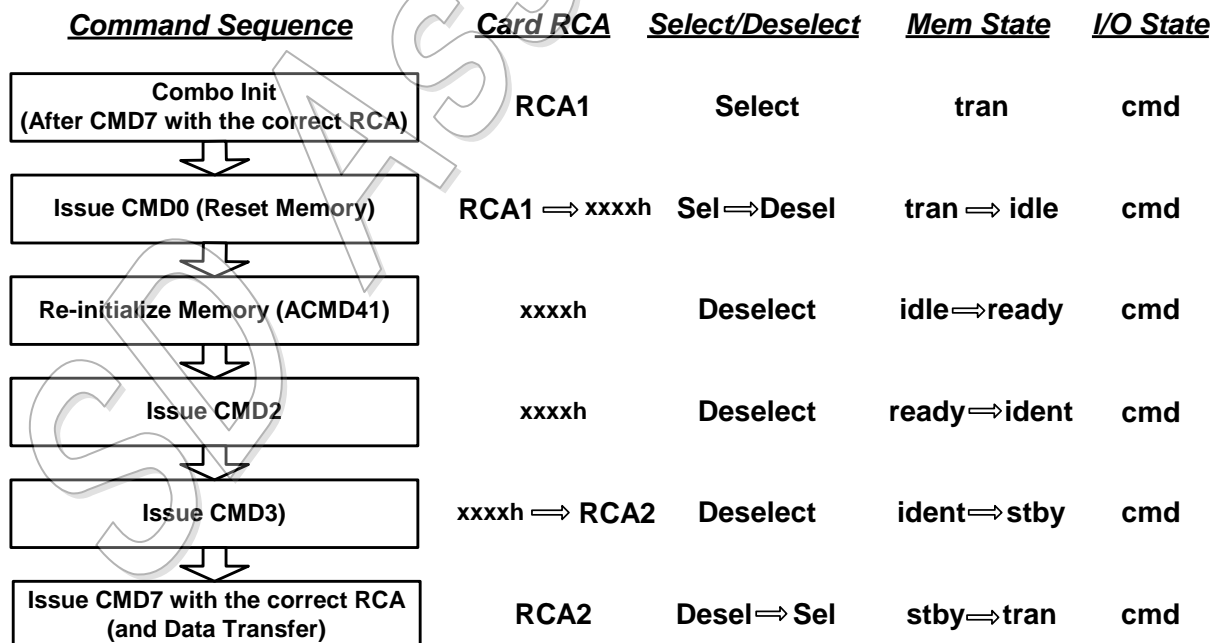 Command Sequence Card RCA Select/Deselect Mem State I/O State
Combo Init
(After CMD7 with the correct RCA) RCA1 Select tran cmd
Issue CMD0 (Reset Memory) RCA1 ⇒ xxxxh Sel⇒Desel tran ⇒ idle cmd
Re-initialize Memory (ACMD41) xxxxh Deselect idle⇒ready cmd
Issue CMD2 xxxxh Deselect ready⇒ident cmd
Issue CMD3) xxxxh ⇒ RCA2 Deselect ident⇒stby cmd
Issue CMD7 with the correct RCA
(and Data Transfer) RCA2 Desel⇒Sel stby⇒tran cmd
SD As